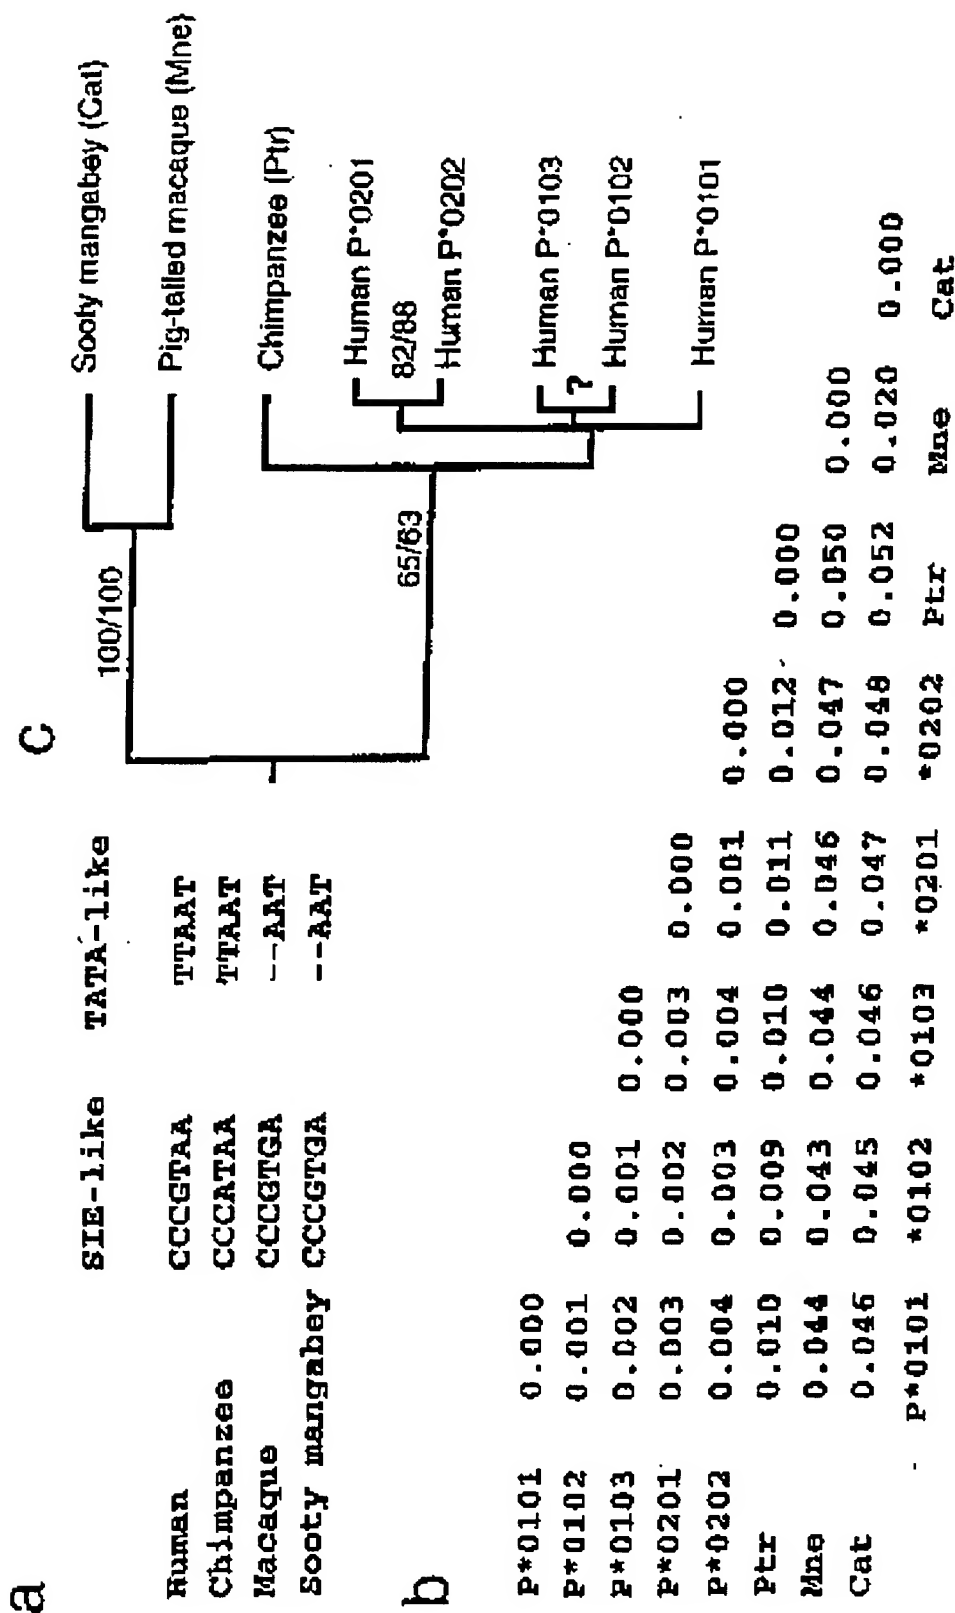 a
SIE-like TATA-like
Human CCCGTAA TTAAT
Chimpanzee CCCATAA TTAAT
Macaque CCCGTGA --AAT
Sooty mangabey CCCGTGA --AAT
b
P*0101 0.000
P*0102 0.001 0.000
P*0103 0.002 0.001 0.000
P*0201 0.003 0.002 0.003 0.000
P*0202 0.004 0.003 0.004 0.001 0.000
Ptr 0.010 0.009 0.010 0.011 0.012 0.000
Mne 0.044 0.043 0.044 0.046 0.047 0.050 0.000
Cat 0.046 0.045 0.046 0.047 0.048 0.052 0.020 0.000
P*0101 *0102 *0103 *0201 *0202 Ptr Mne Cat
c
Sooty mangabey (Cat)
100/100
Pig-tailed macaque (Mne)
Chimpanzee (Ptr)
65/63
Human P*0201
82/88
Human P*0202
Human P*0103
?
Human P*0102
Human P*0101